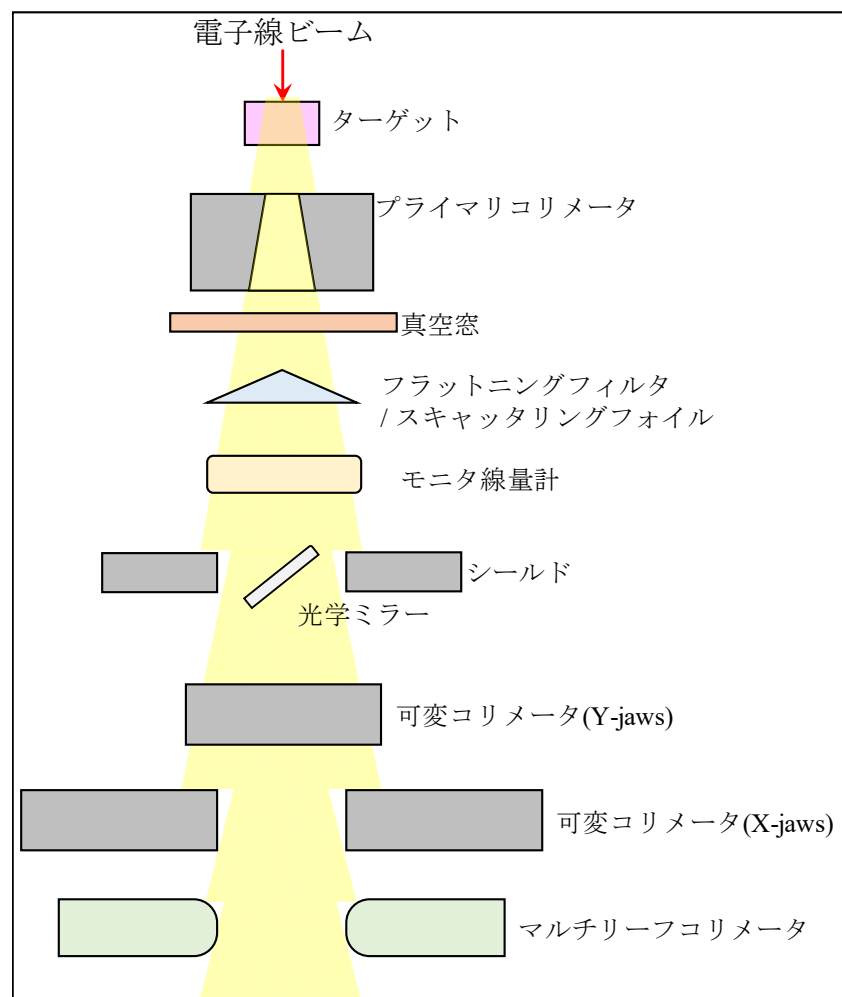 電子線ビーム
ターゲット
プライマリコリメータ
真空窓
フラットニングフィルタ
/ スキャッタリングフォイル
モニタ線量計
シールド
光学ミラー
可変コリメータ(Y-jaws)
可変コリメータ(X-jaws)
マルチリーフコリメータ